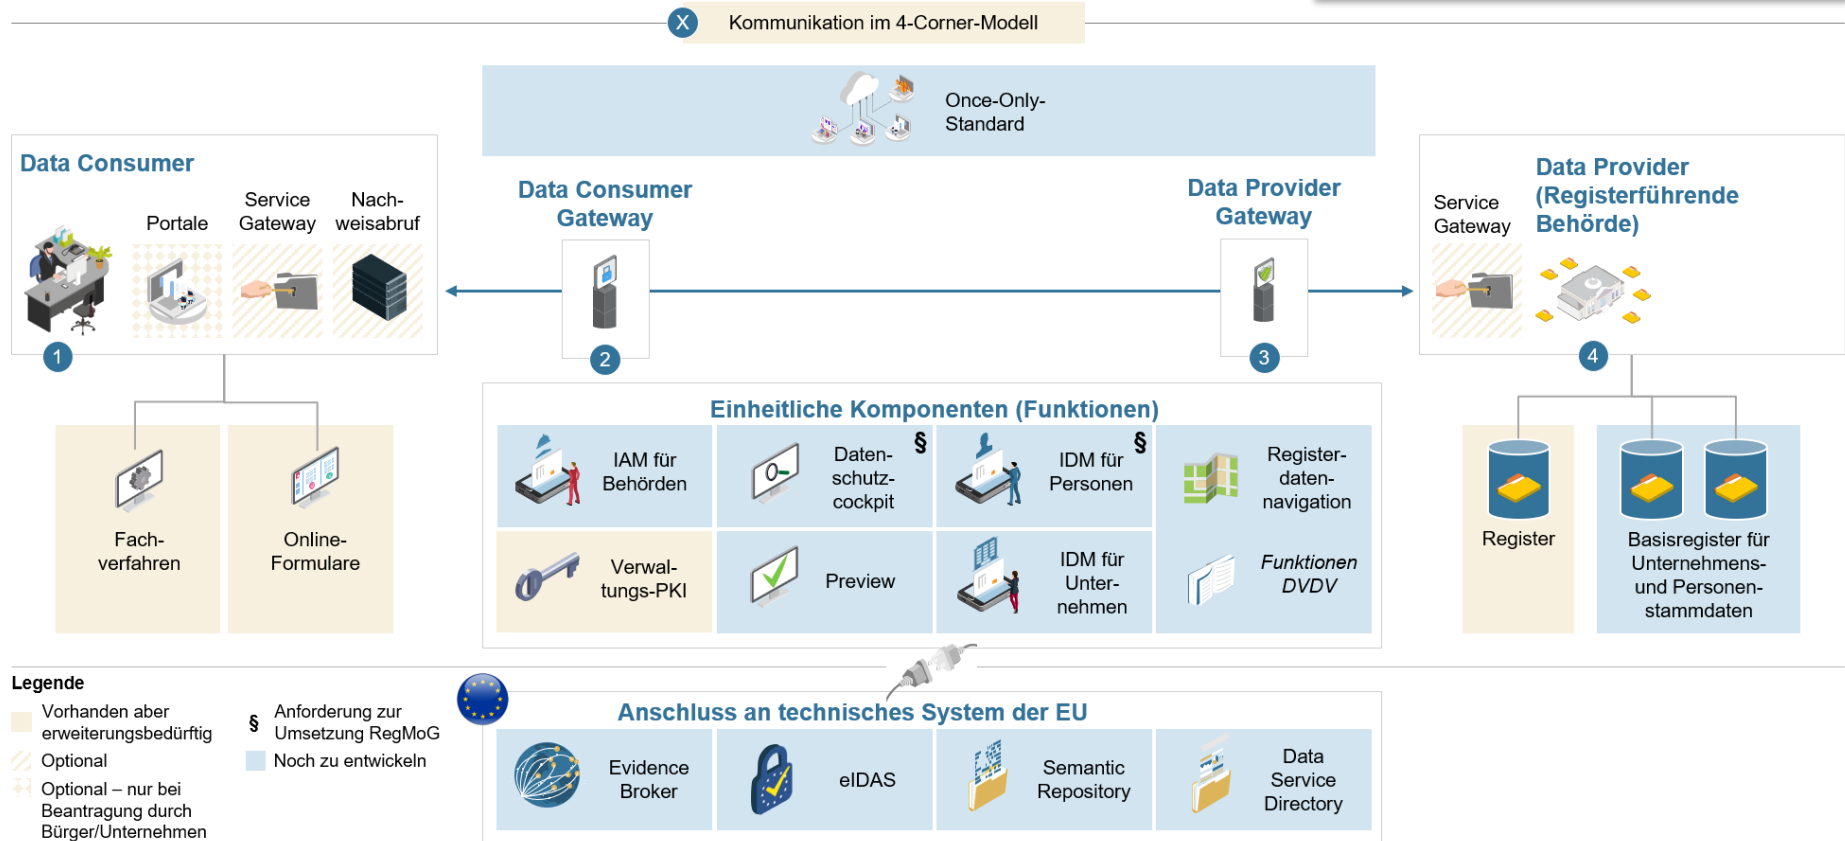 X
Kommunikation im 4-Corner-Modell
Once-Only-
Standard
Data Consumer
Portale
Service
Gateway
Nach-
weisabruf
1
Data Consumer
Gateway
2
Data Provider
Gateway
3
Service
Gateway
Data Provider
(Registerführende
Behörde)
4
Fach-
verfahren
Online-
Formulare
Einheitliche Komponenten (Funktionen)
IAM für
Behörden
Daten-
schutz-
cockpit
§
IDM für
Personen
§
Register-
daten-
navigation
Verwal-
tungs-PKI
Preview
IDM für
Unter-
nehmen
Funktionen
DVDV
Register
Basisregister für
Unternehmens-
und Personen-
stammdaten
Legende
Vorhanden aber
erweiterungsbedürftig
Optional
Optional – nur bei
Beantragung durch
Bürger/Unternehmen
§
Anforderung zur
Umsetzung RegMoG
Noch zu entwickeln
Anschluss an technisches System der EU
Evidence
Broker
eIDAS
Semantic
Repository
Data
Service
Directory